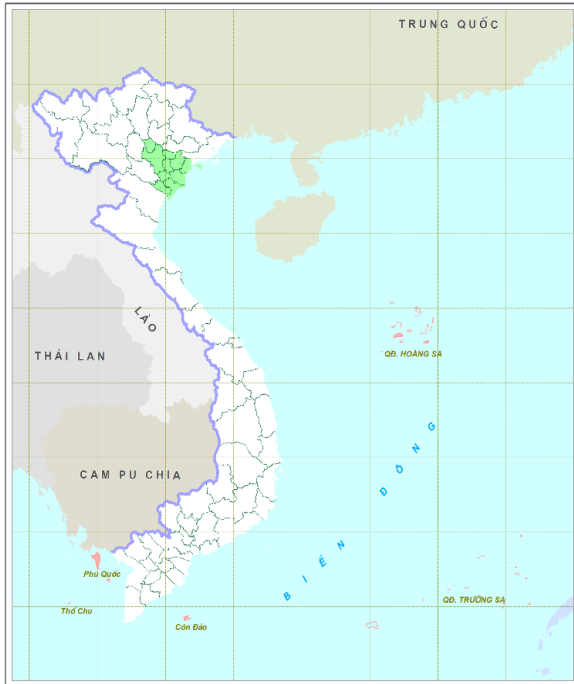 TRUNG QUỐC
LÀO
THÁI LAN
QĐ. HOÀNG SA
CAM PU CHIA
BIỂN ĐÔNG
Phú Quốc
Thổ Chu
Côn Đảo
QĐ. TRƯỜNG SA